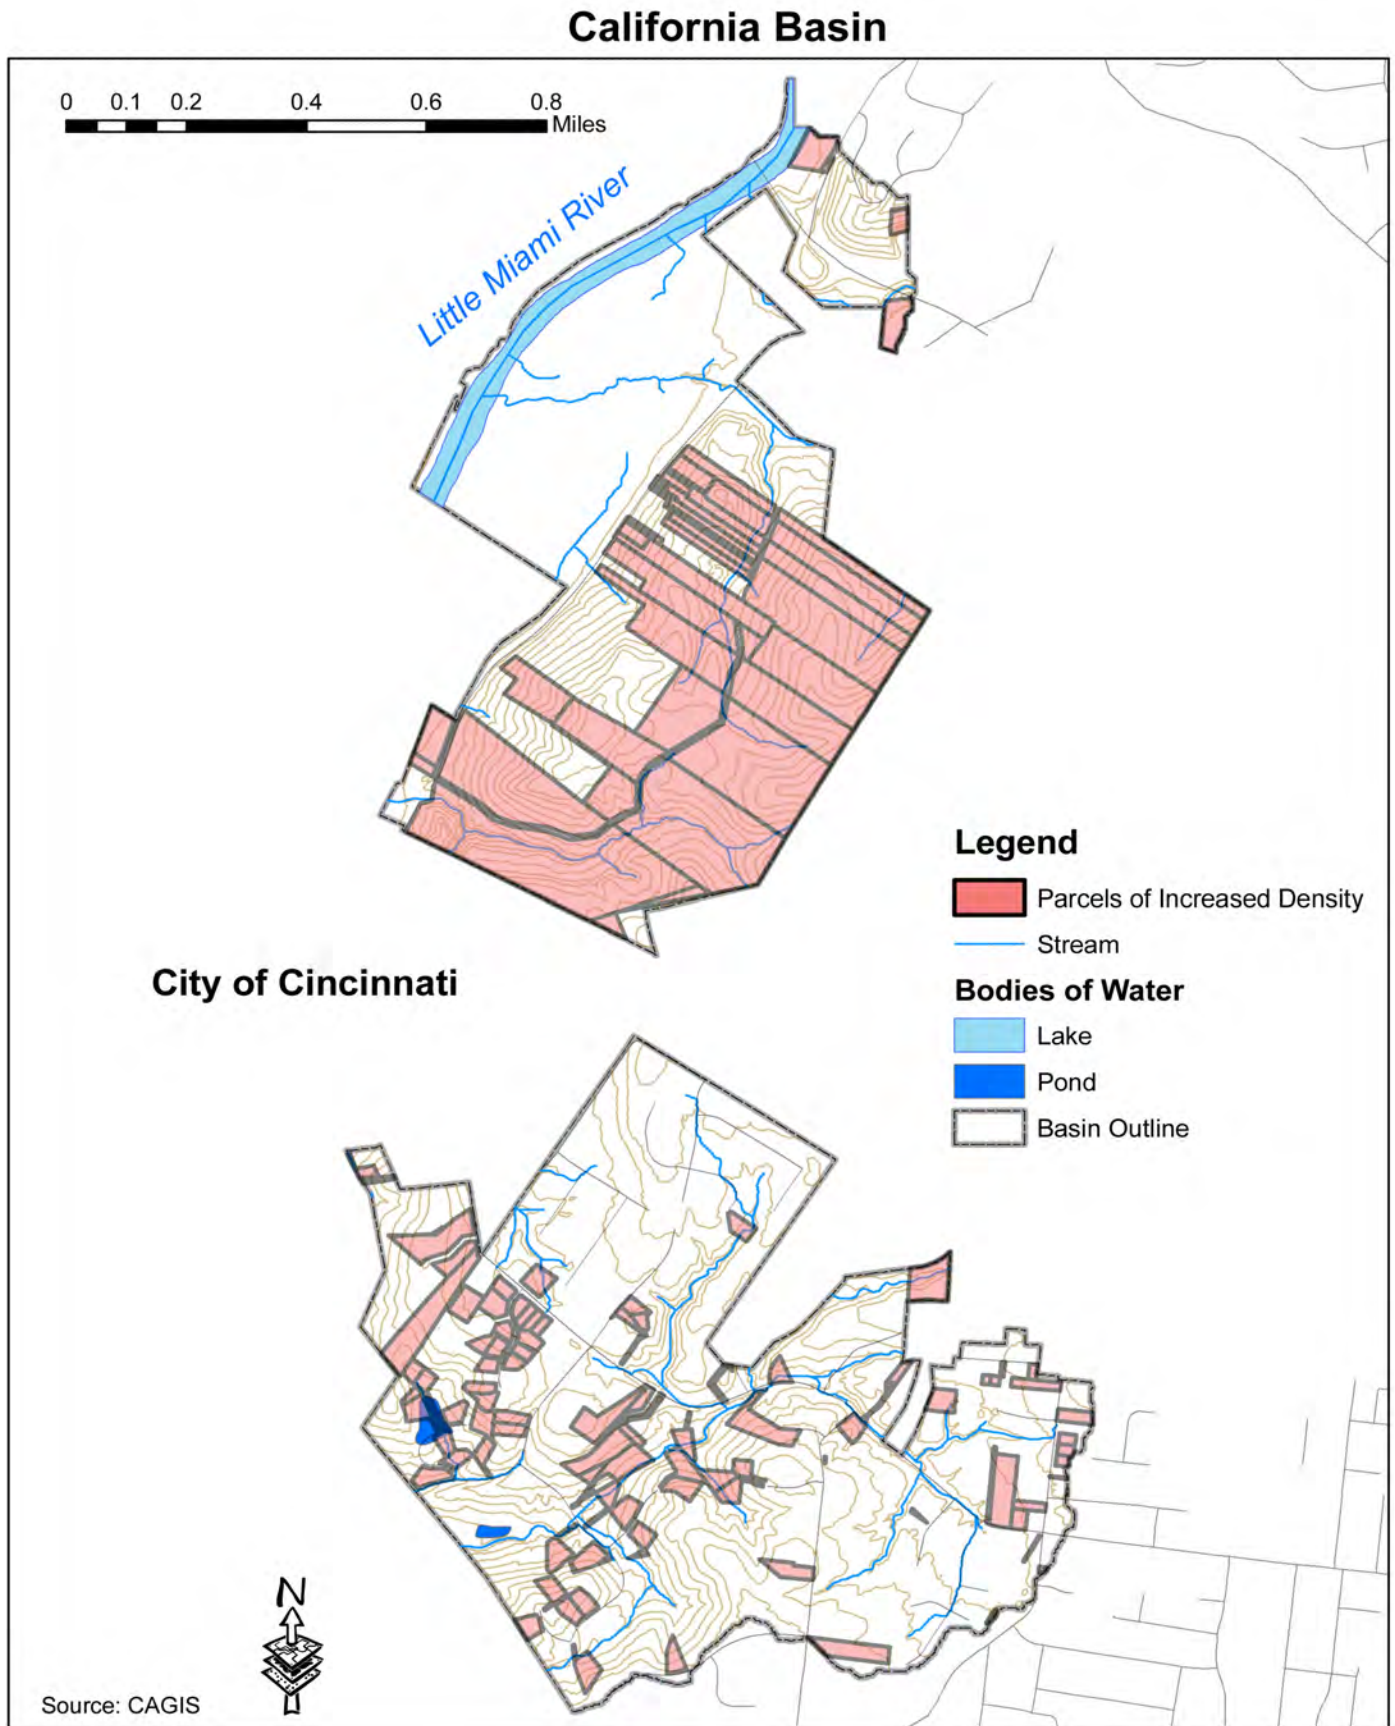 California Basin
0 0.1 0.2 0.4 0.6 0.8
Miles
Little Miami River
Legend
Parcels of Increased Density
Stream
Bodies of Water
Lake
Pond
Basin Outline
City of Cincinnati
N
Source: CAGIS